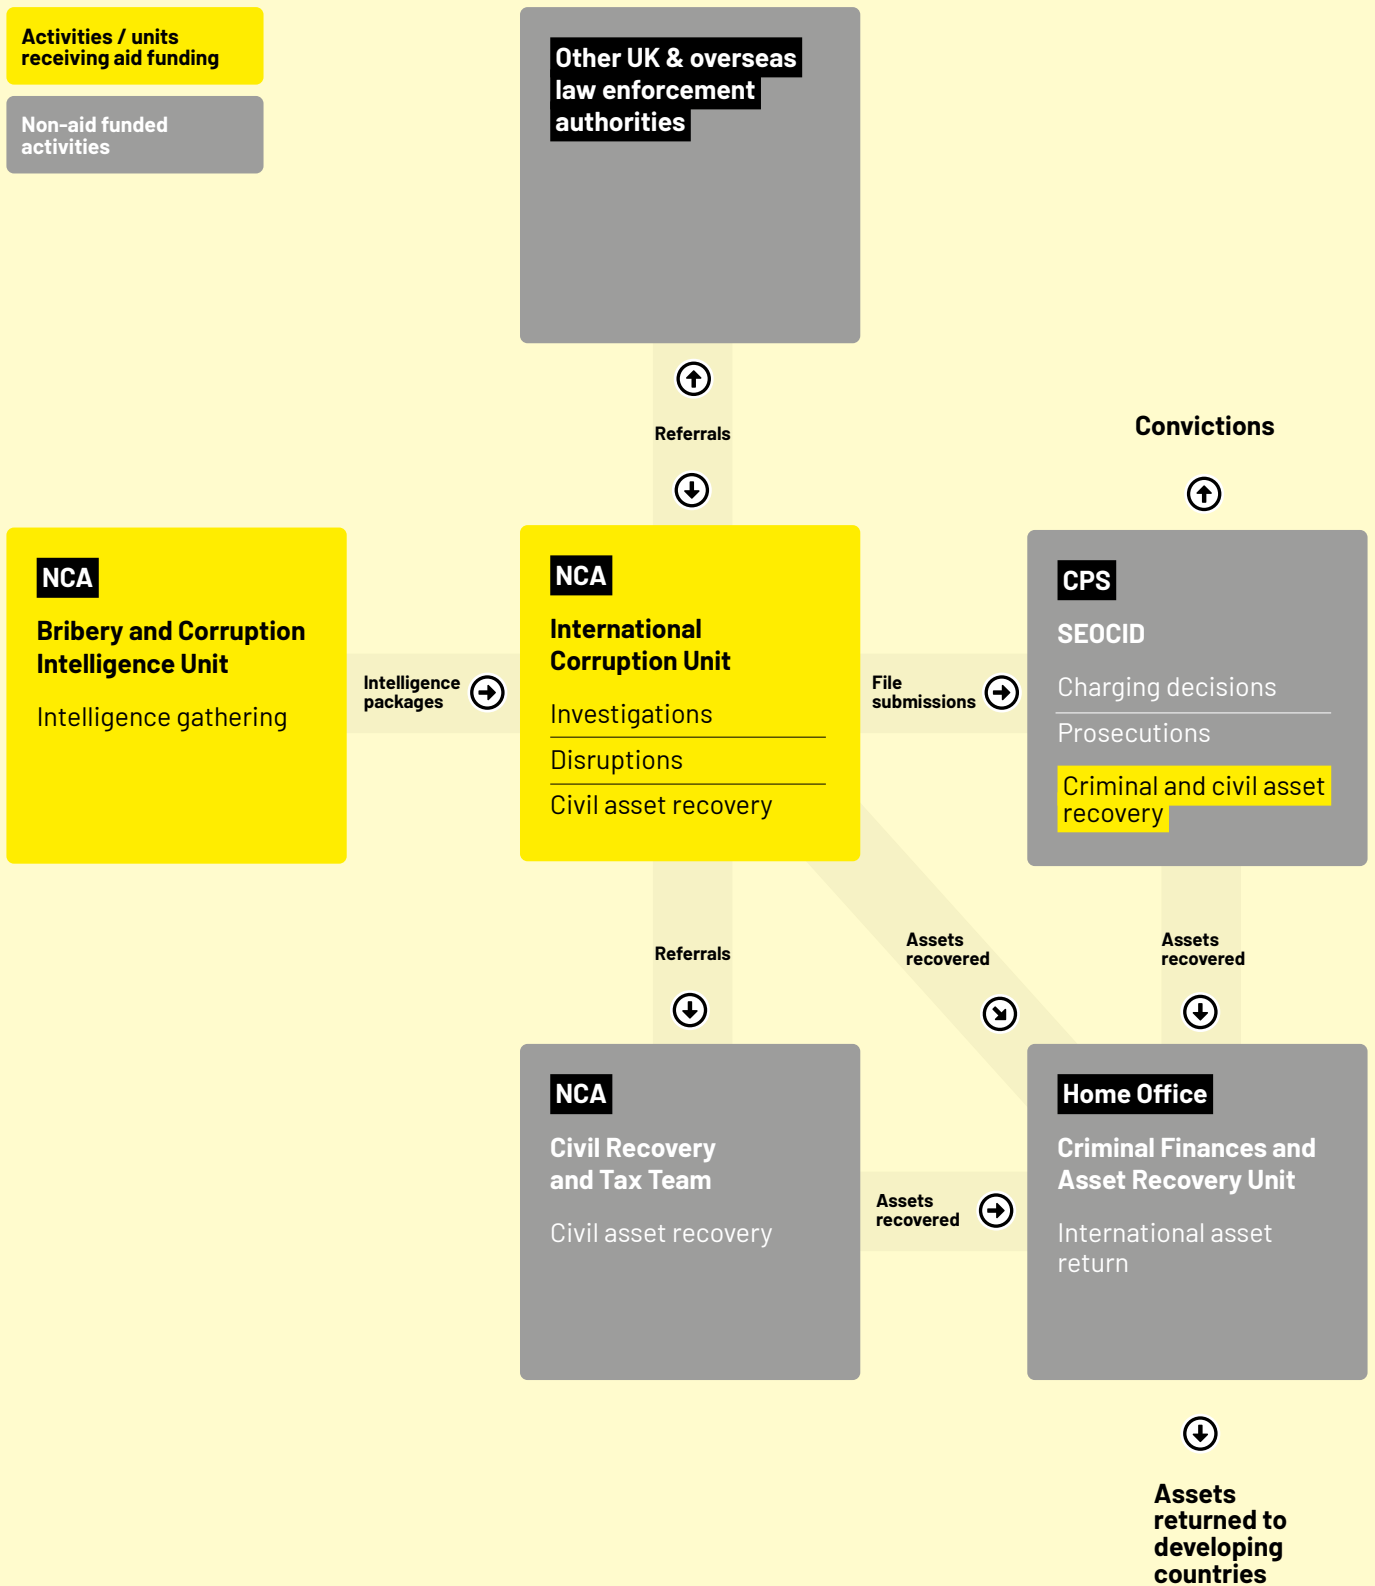 Activities / units
receiving aid funding
Non-aid funded
activities
Other UK & overseas
law enforcement
authorities
Referrals
Convictions
NCA
Bribery and Corruption
Intelligence Unit
Intelligence gathering
Intelligence
packages
NCA
International
Corruption Unit
Investigations
Disruptions
Civil asset recovery
File
submissions
CPS
SEOCID
Charging decisions
Prosecutions
Criminal and civil asset
recovery
Referrals
Assets
recovered
Assets
recovered
NCA
Civil Recovery
and Tax Team
Civil asset recovery
Assets
recovered
Home Office
Criminal Finances and
Asset Recovery Unit
International asset
return
Assets
returned to
developing
countries